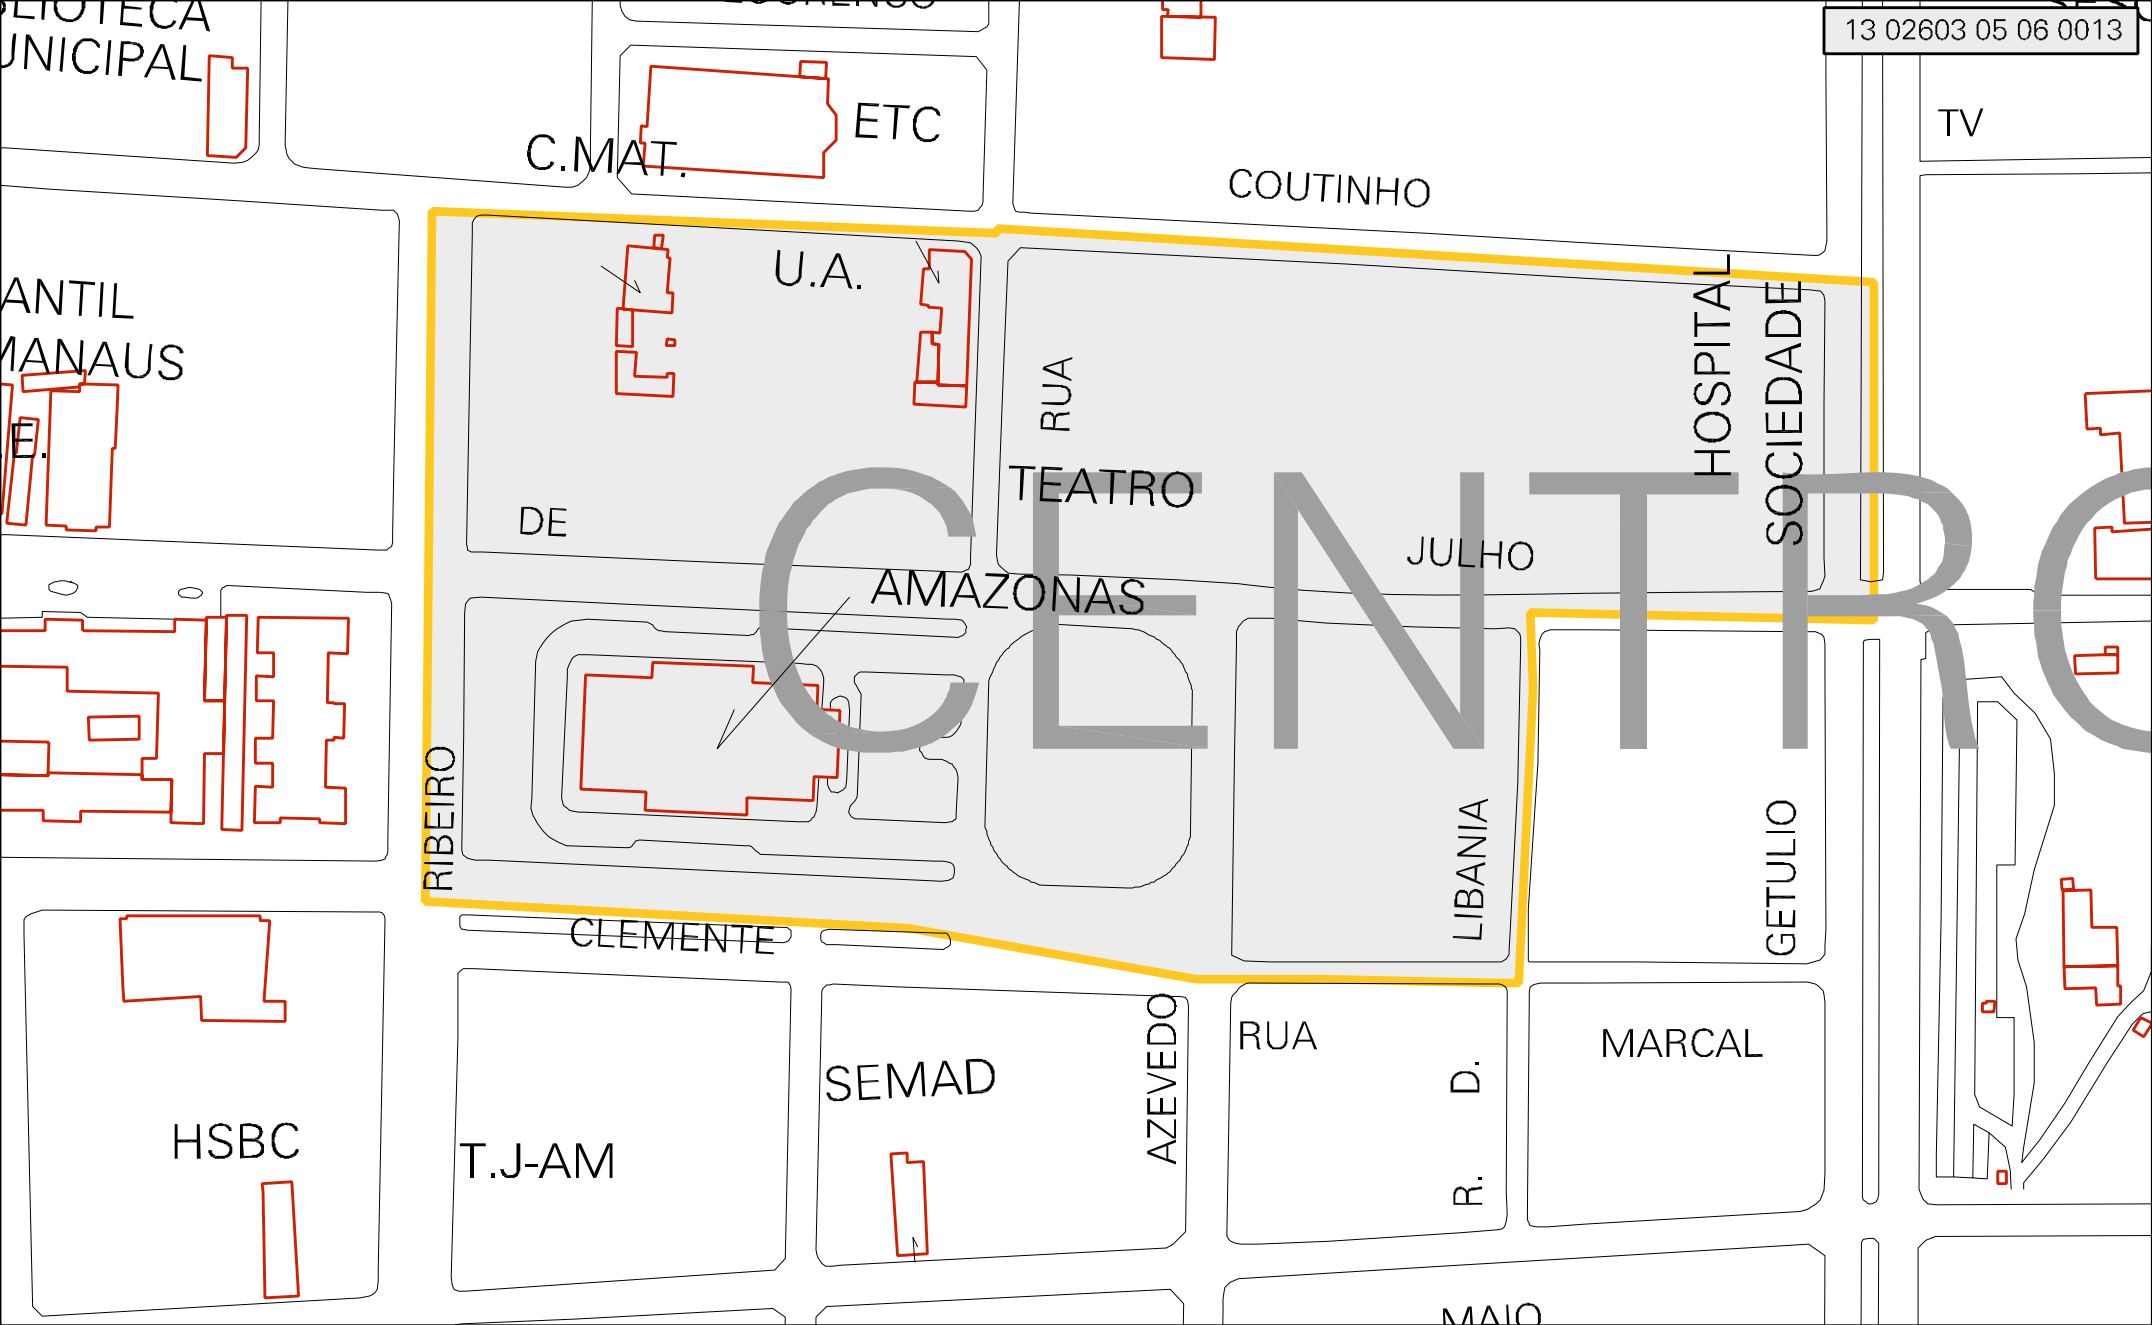 13 02603 05 06 0013
UNICIPAL
ETC
TV
C.MAT.
COUTINHO
U.A.
ANTIL
MANAUS
HOSPITAL
SOCIEDADE
RUA
.E.
TEATRO
DE
JULHO
AMAZONAS
CENTRO
RIBEIRO
LIBANIA
GETULIO
CLEMENTE
AZEVEDO
RUA
MARCAL
D.
SEMAD
HSBC
T.J-AM
R.
MAIO